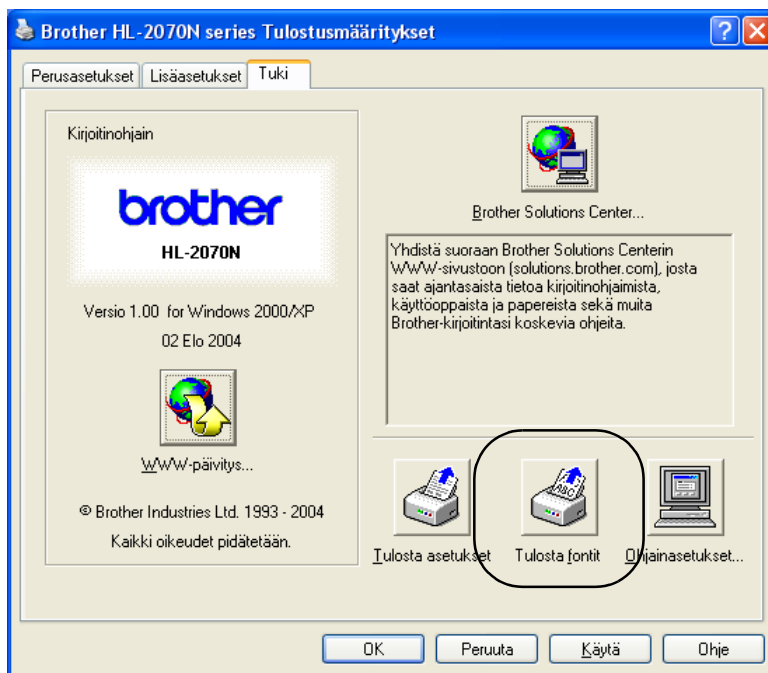 Brother HL-2070N series Tulostusmääritykset
Perusasetukset Lisäasetukset Tuki
Kirjoitinohjain
brother
HL-2070N
Versio 1.00 for Windows 2000/XP
02 Elo 2004
WWW-päivitys...
© Brother Industries Ltd. 1993 - 2004
Kaikki oikeudet pidätetään.
Brother Solutions Center...
Yhdistä suoraan Brother Solutions Centerin
WWW-sivustoon (solutions.brother.com), josta
saat ajantasaista tietoa kirjoitinohjaimista,
käyttöoppaista ja papereista sekä muita
Brother-kirjoitintasi koskevia ohjeita.
ABC
Tulosta asetukset Tulosta fontit Ohjainasetukset...
OK Peruuta Käytä Ohje